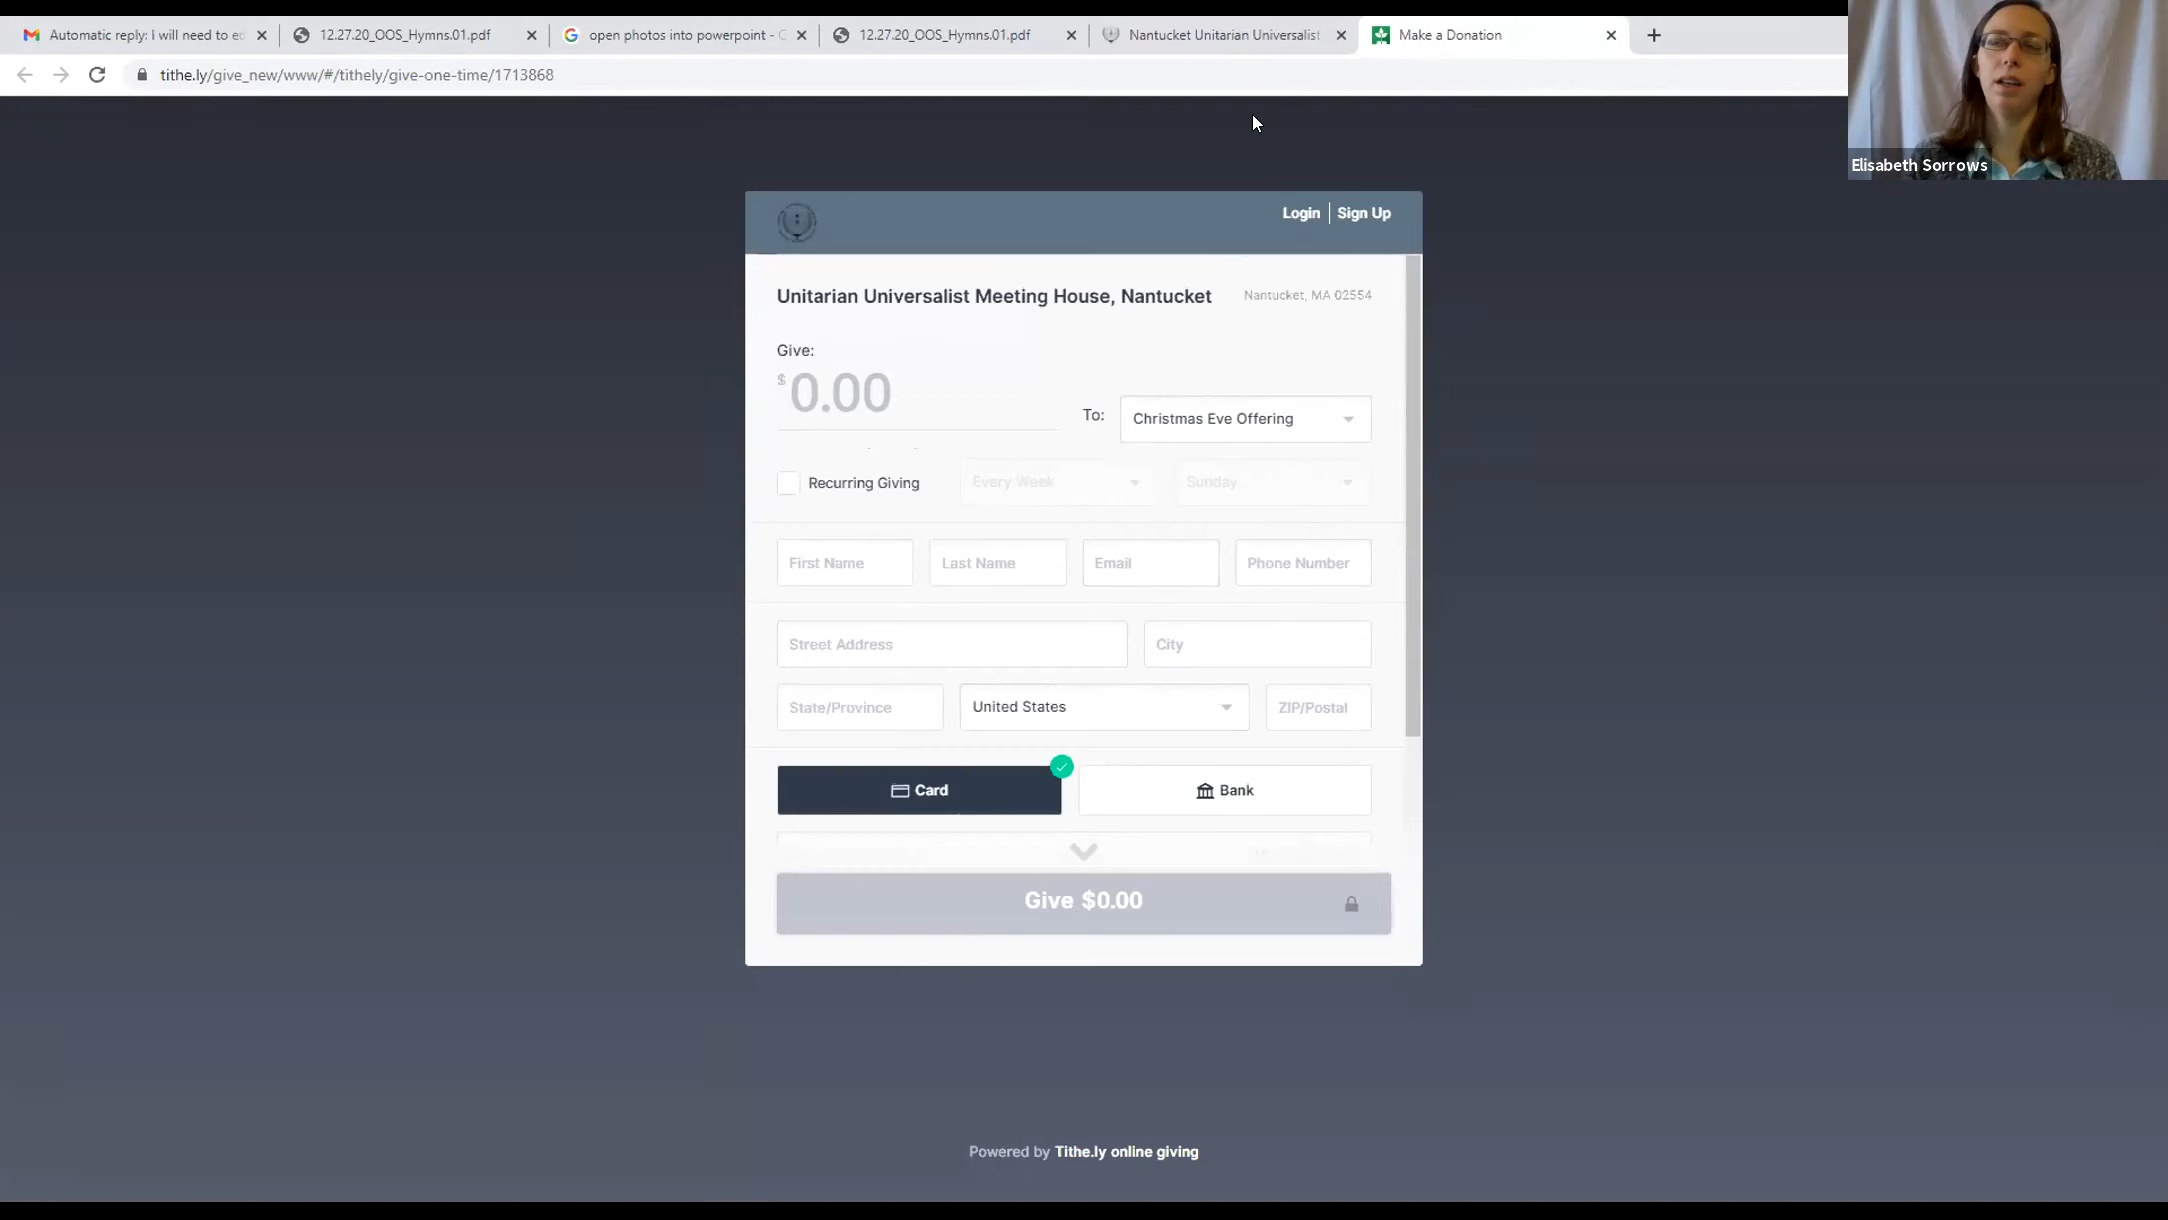 Automatic reply: I will need to ed
12.27.20_OOS_Hymns.01.pdf
open photos into powerpoint - G
12.27.20_OOS_Hymns.01.pdf
Nantucket Unitarian Universalist
Make a Donation
tithe.ly/give_new/www/#/tithely/give-one-time/1713868
Elisabeth Sorrows
Login
Sign Up
Unitarian Universalist Meeting House, Nantucket
Nantucket, MA 02554
Give:
$0.00
To:
Christmas Eve Offering
Recurring Giving
Every Week
Sunday
First Name
Last Name
Email
Phone Number
Street Address
City
State/Province
United States
ZIP/Postal
Card
Bank
Give $0.00
Powered by Tithe.ly online giving